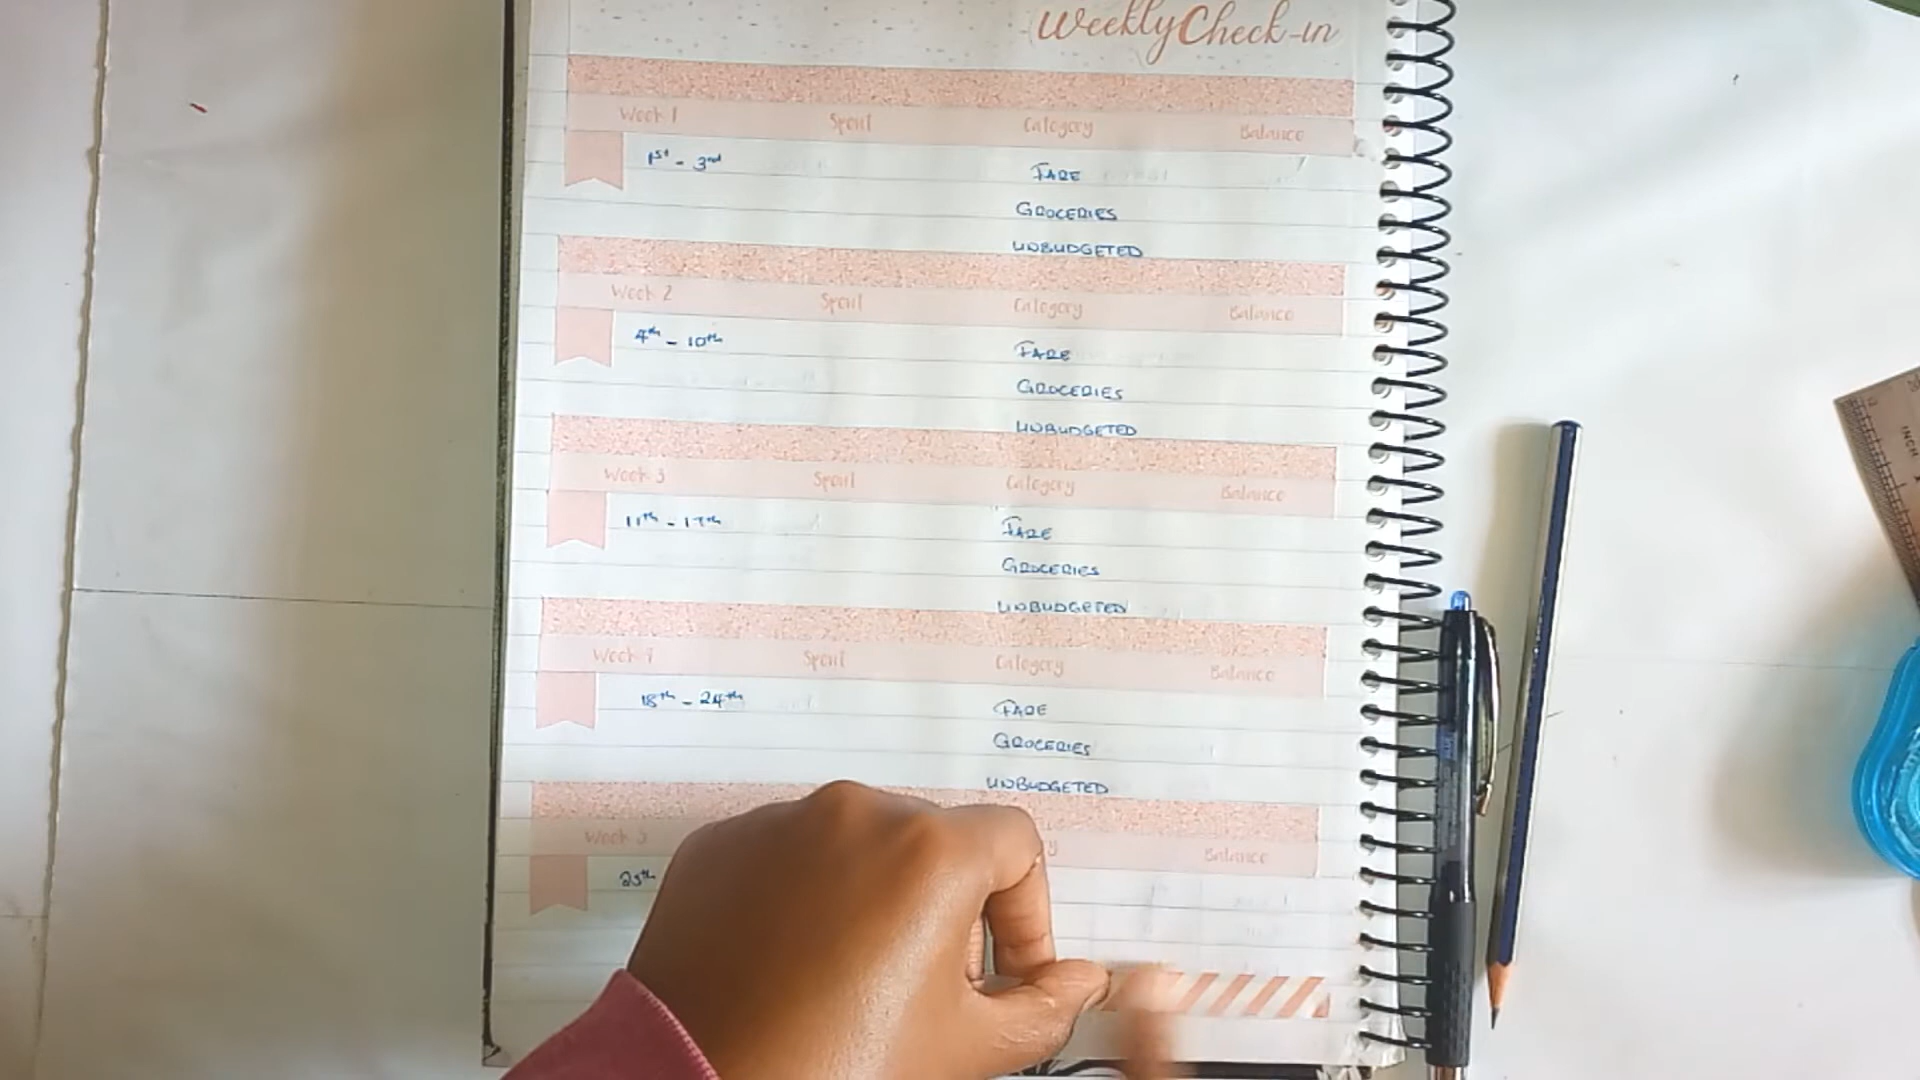 Weekly Check-in
Week 1 Spent Category Balance
1st - 3rd FARE
GROCERIES
UNBUDGETED
Week 2 Spent Category Balance
4th - 10th FARE
GROCERIES
UNBUDGETED
Week 3 Spent Category Balance
11th - 17th FARE
GROCERIES
UNBUDGETED
Week 4 Spent Category Balance
18th - 24th FARE
GROCERIES
UNBUDGETED
Week 5 Balance
25th
INCH